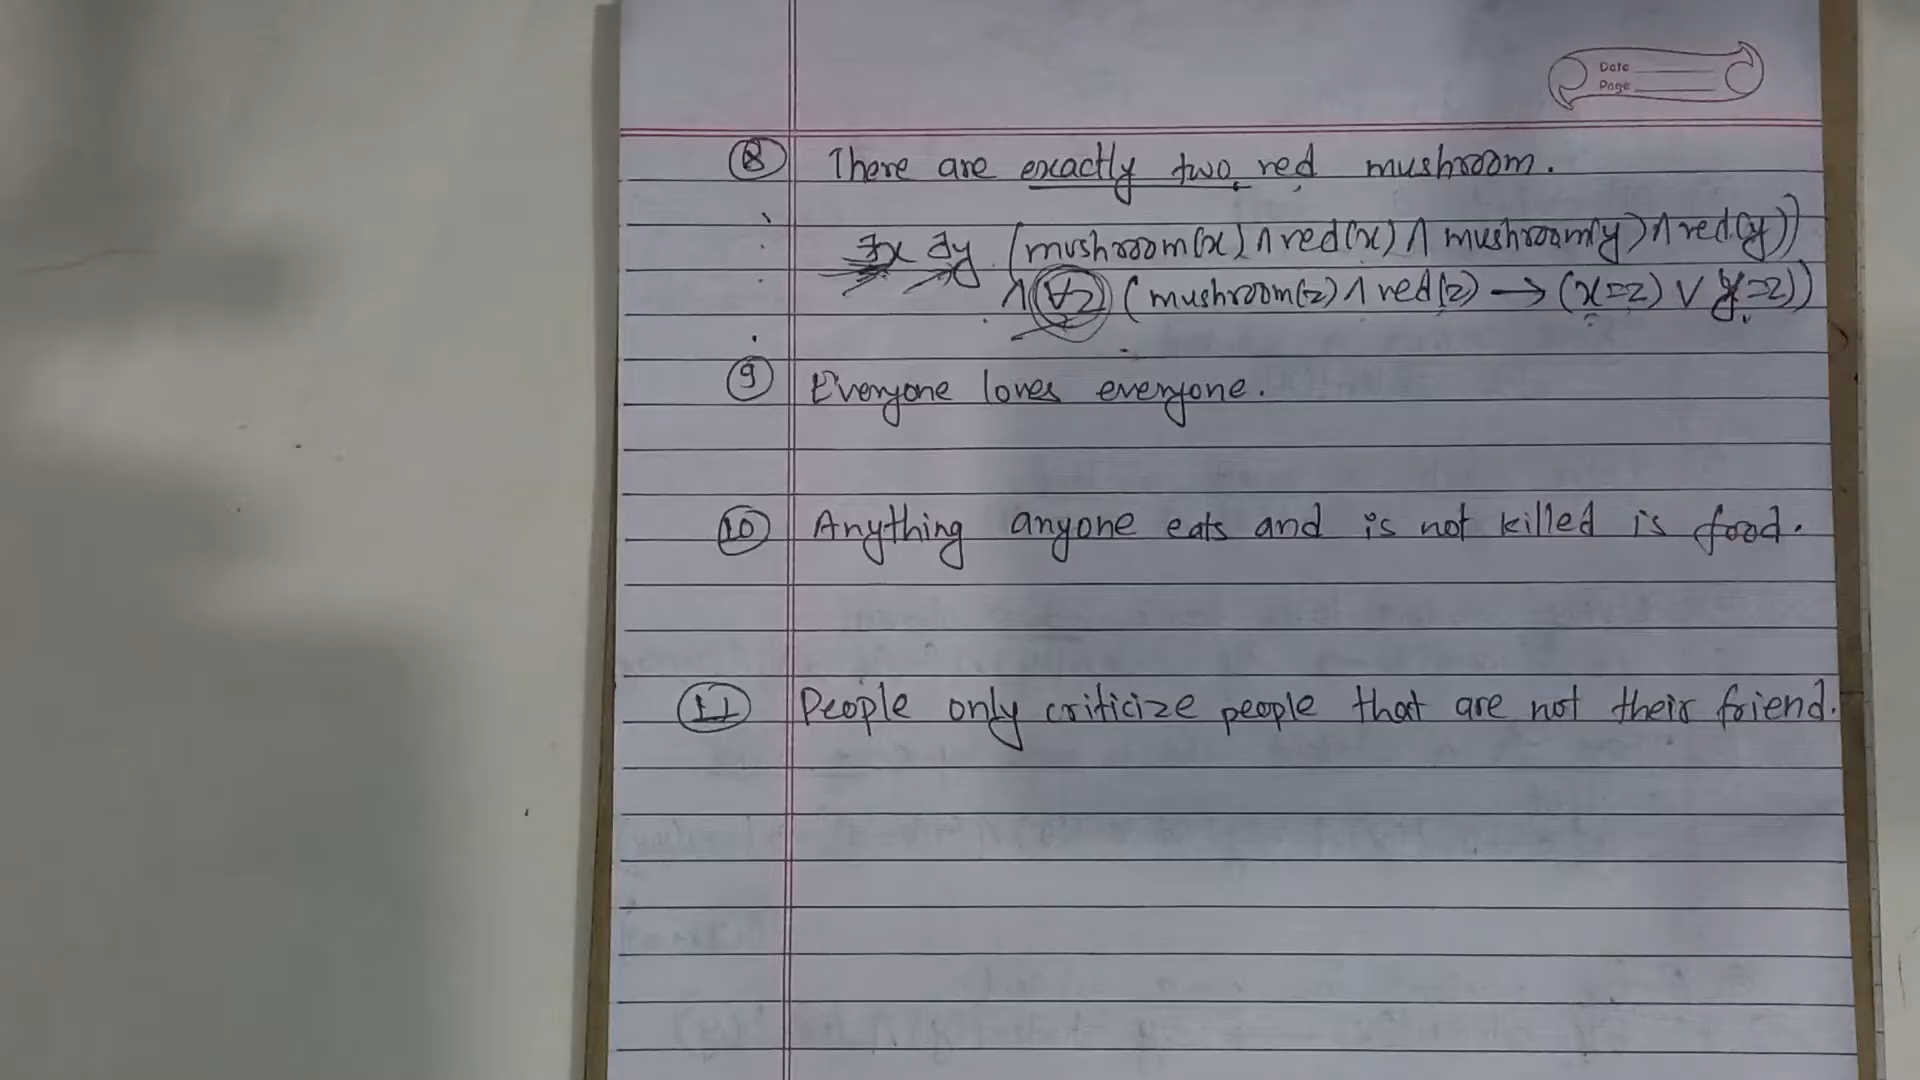 Date
Page
⑧ There are exactly two red mushroom.
∃x ∃y (mushroom(x) ∧ red(x) ∧ mushroom(y) ∧ red(y))
∧ ∀z (mushroom(z) ∧ red(z) → (x=z) ∨ y=z))
⑨ Everyone loves everyone.
⑩ Anything anyone eats and is not killed is food.
⑪ People only criticize people that are not their friend.